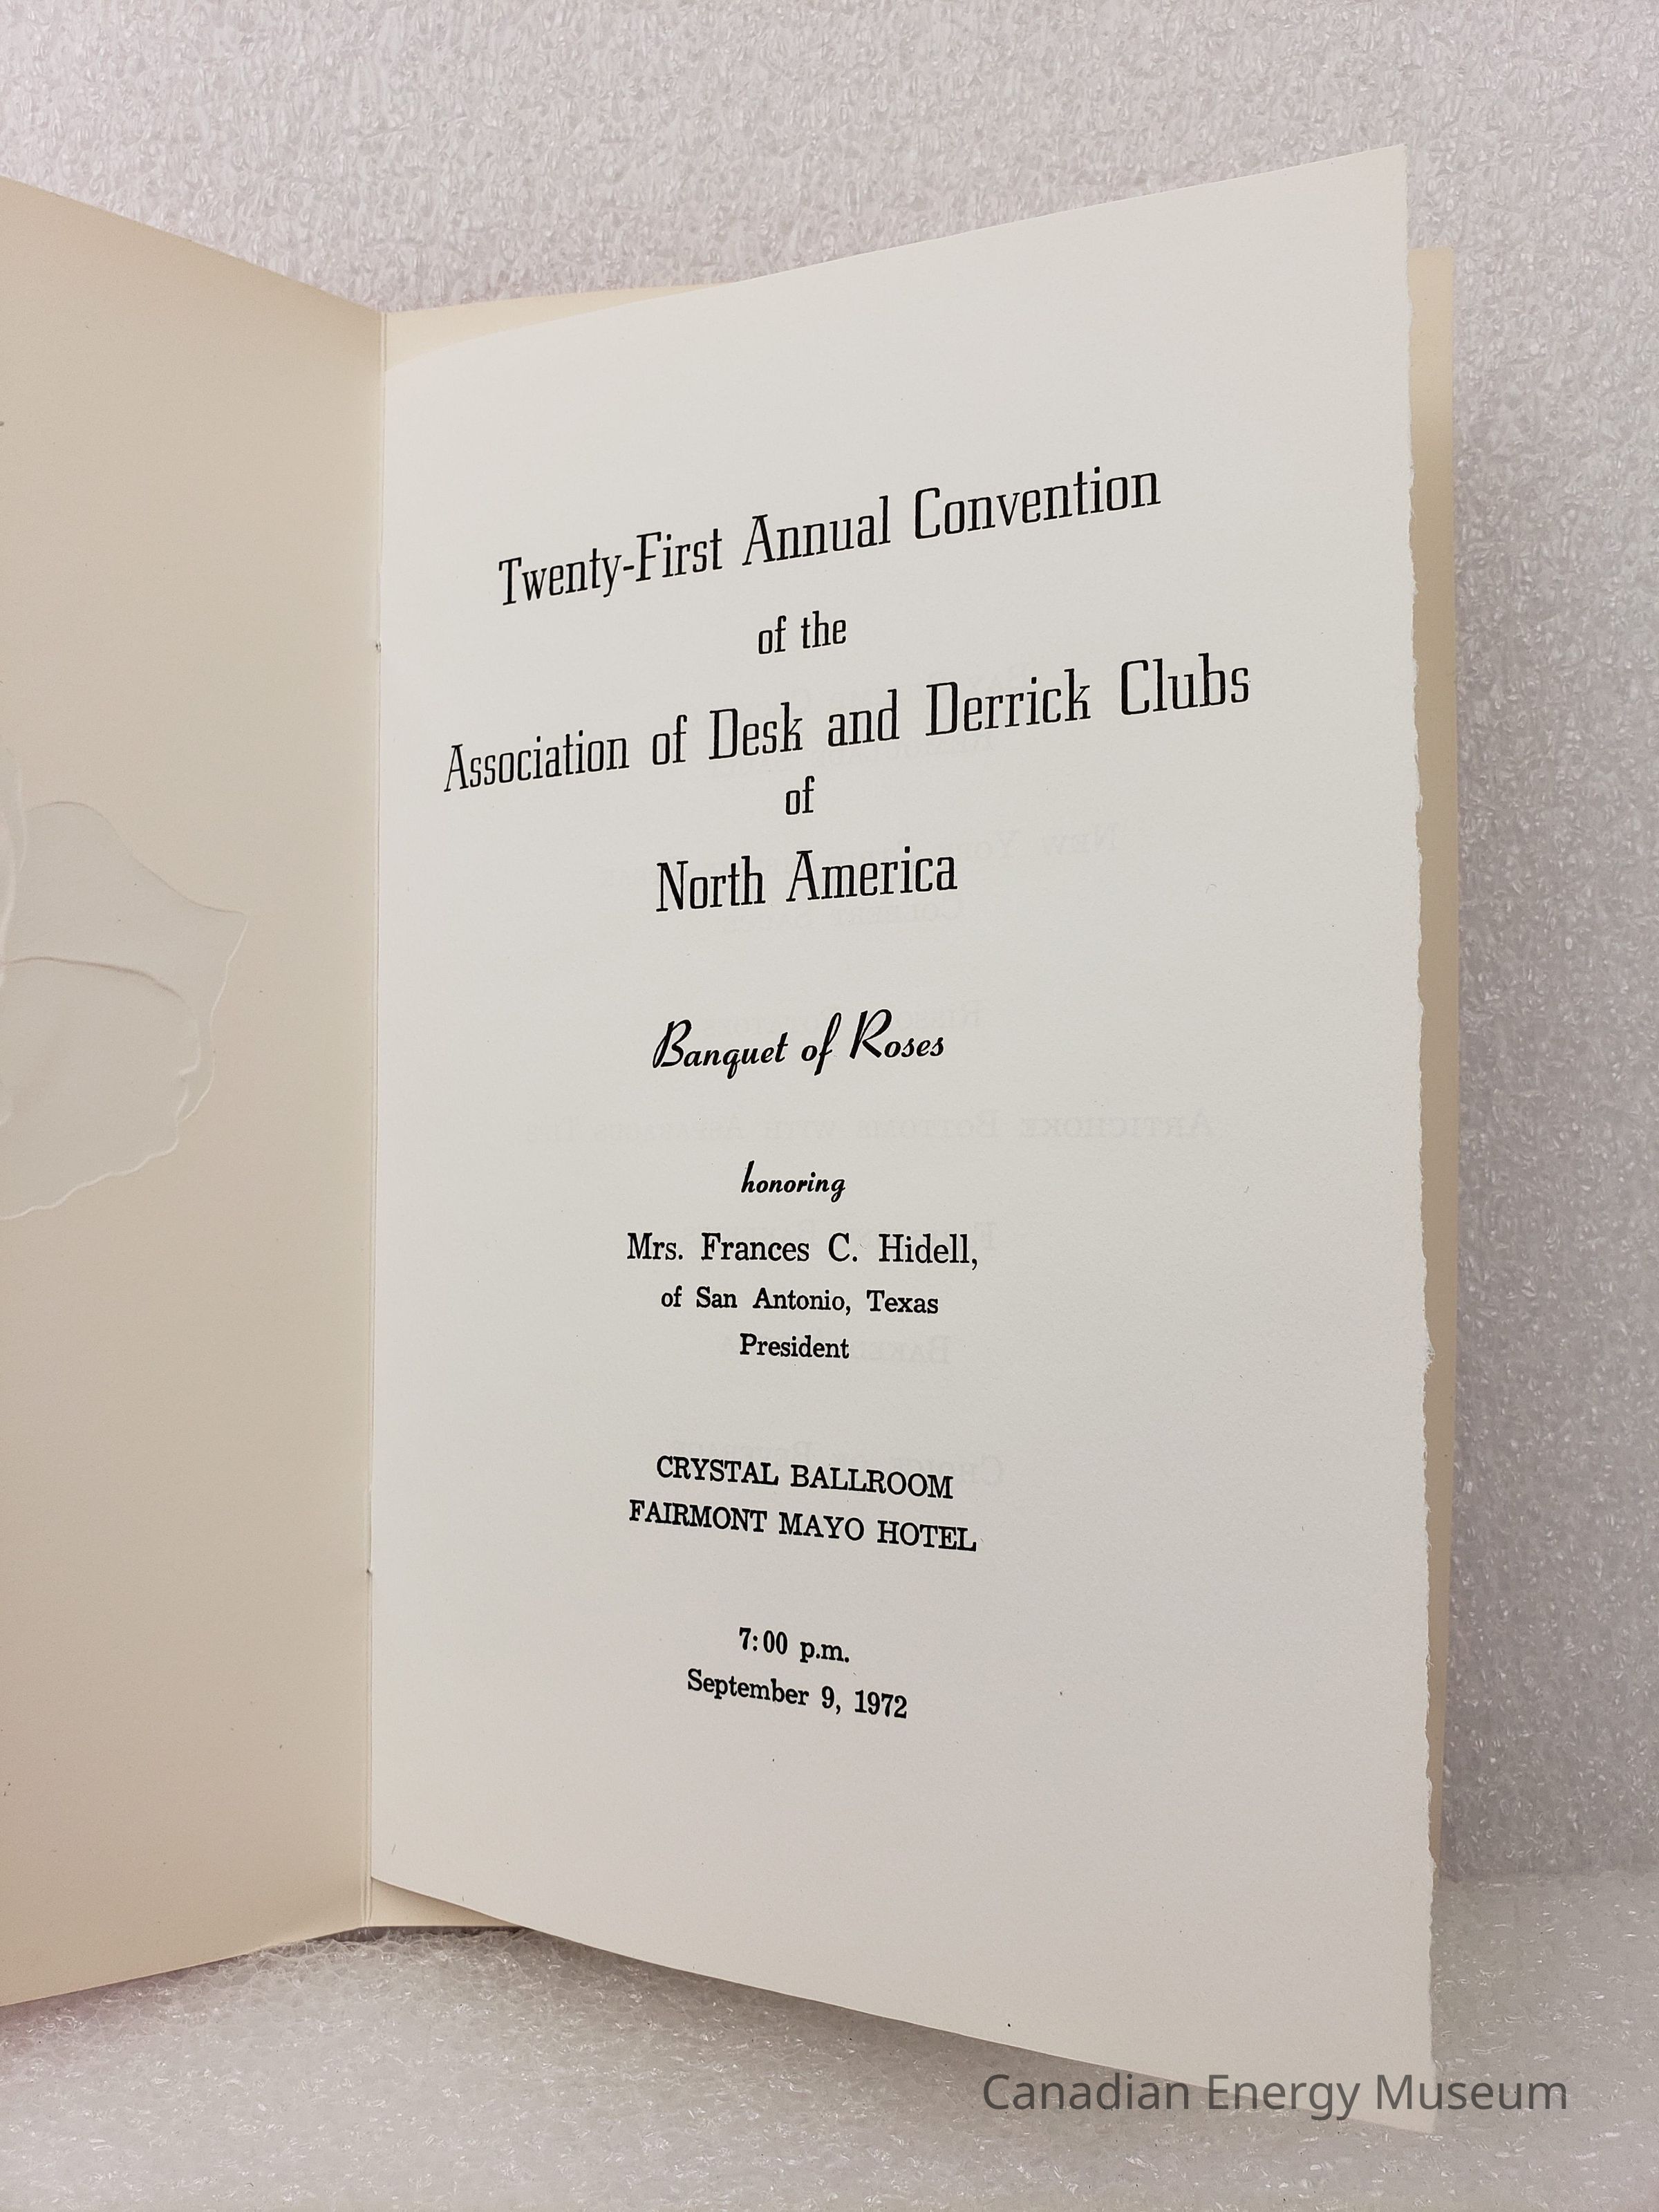 Twenty-First Annual Convention
of the
Association of Desk and Derrick Clubs
of
North America
Banquet of Roses
honoring
Mrs. Frances C. Hidell,
of San Antonio, Texas
President
CRYSTAL BALLROOM
FAIRMONT MAYO HOTEL
7:00 p.m.
September 9, 1972
Canadian Energy Museum